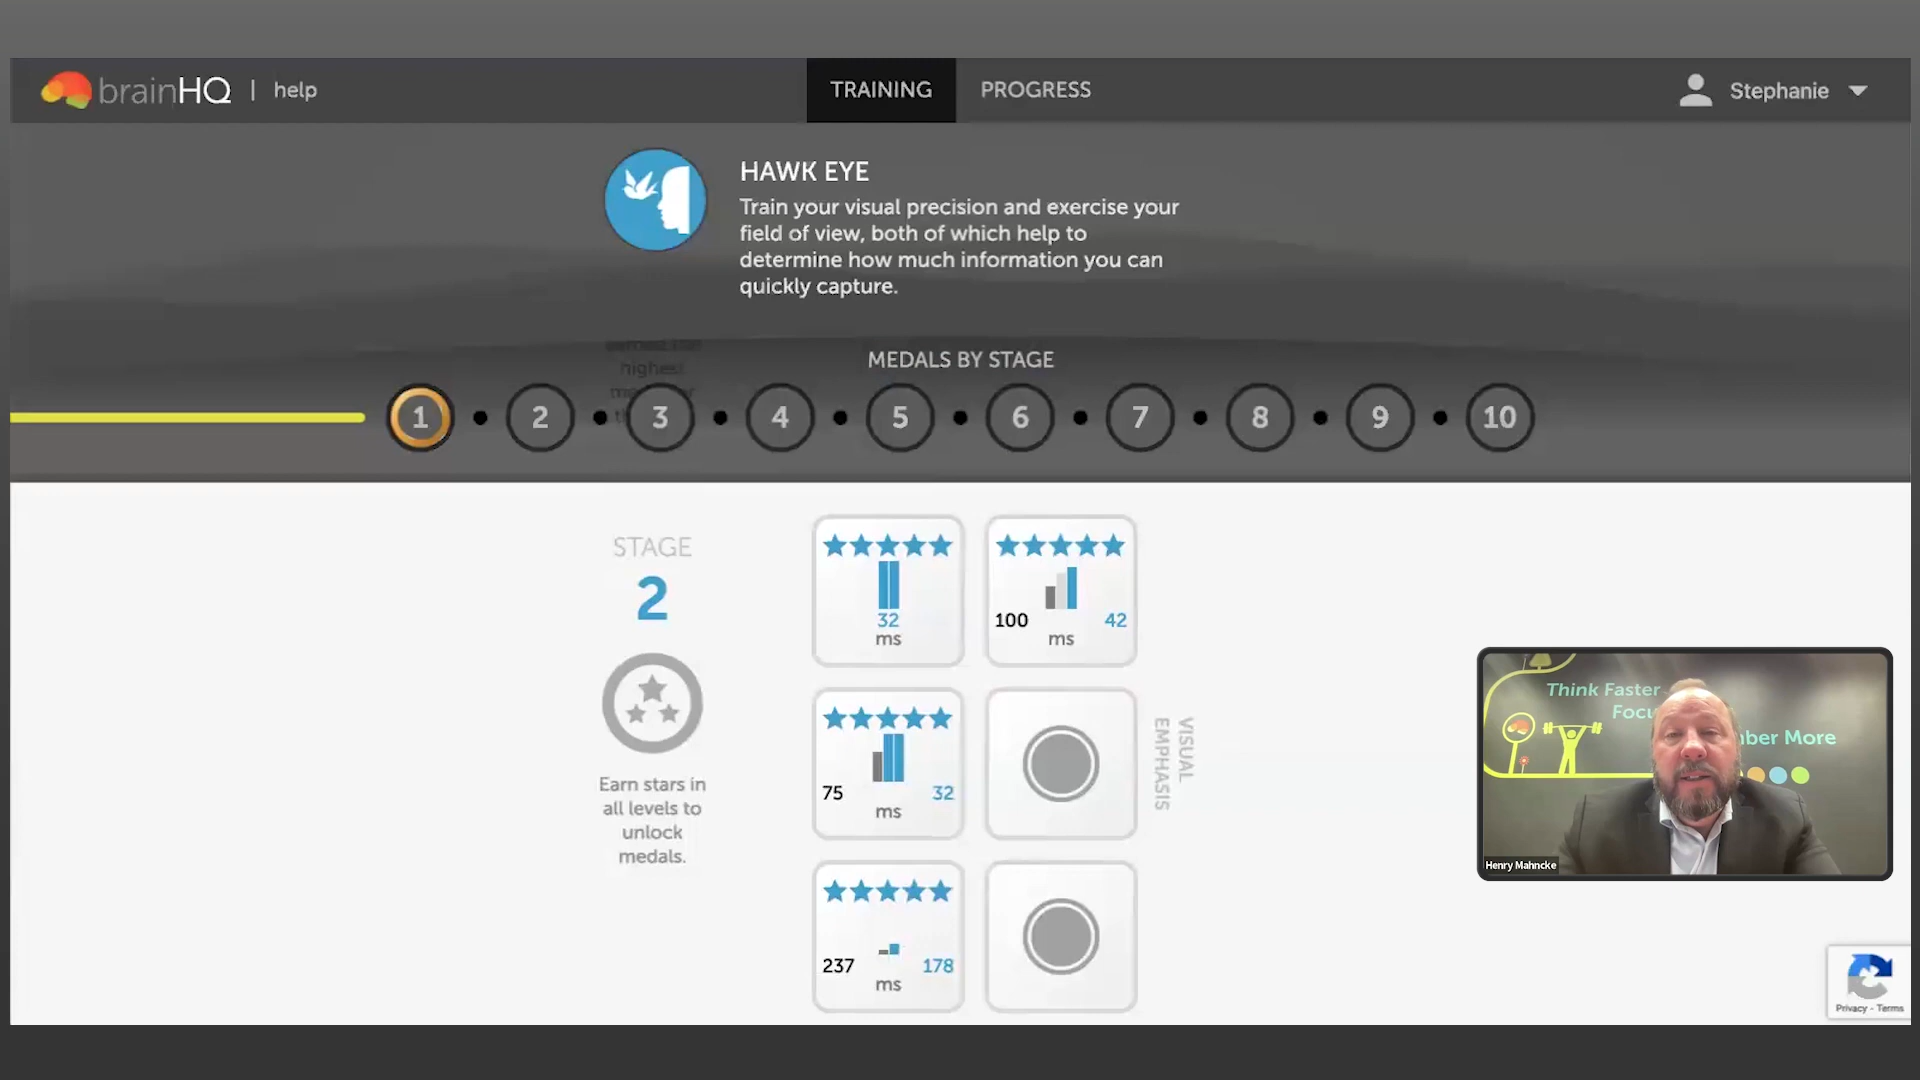 brainHQ | help
TRAINING
PROGRESS
Stephanie
HAWK EYE
Train your visual precision and exercise your
field of view, both of which help to
determine how much information you can
quickly capture.
highest
MEDALS BY STAGE
1
2
3
4
5
6
7
8
9
10
STAGE
2
Earn stars in
all levels to
unlock
medals.
32
ms
100
42
ms
75
32
ms
237
178
ms
VISUAL
EMPHASIS
Think Faster
More
Henry Mahncke
Privacy - Terms